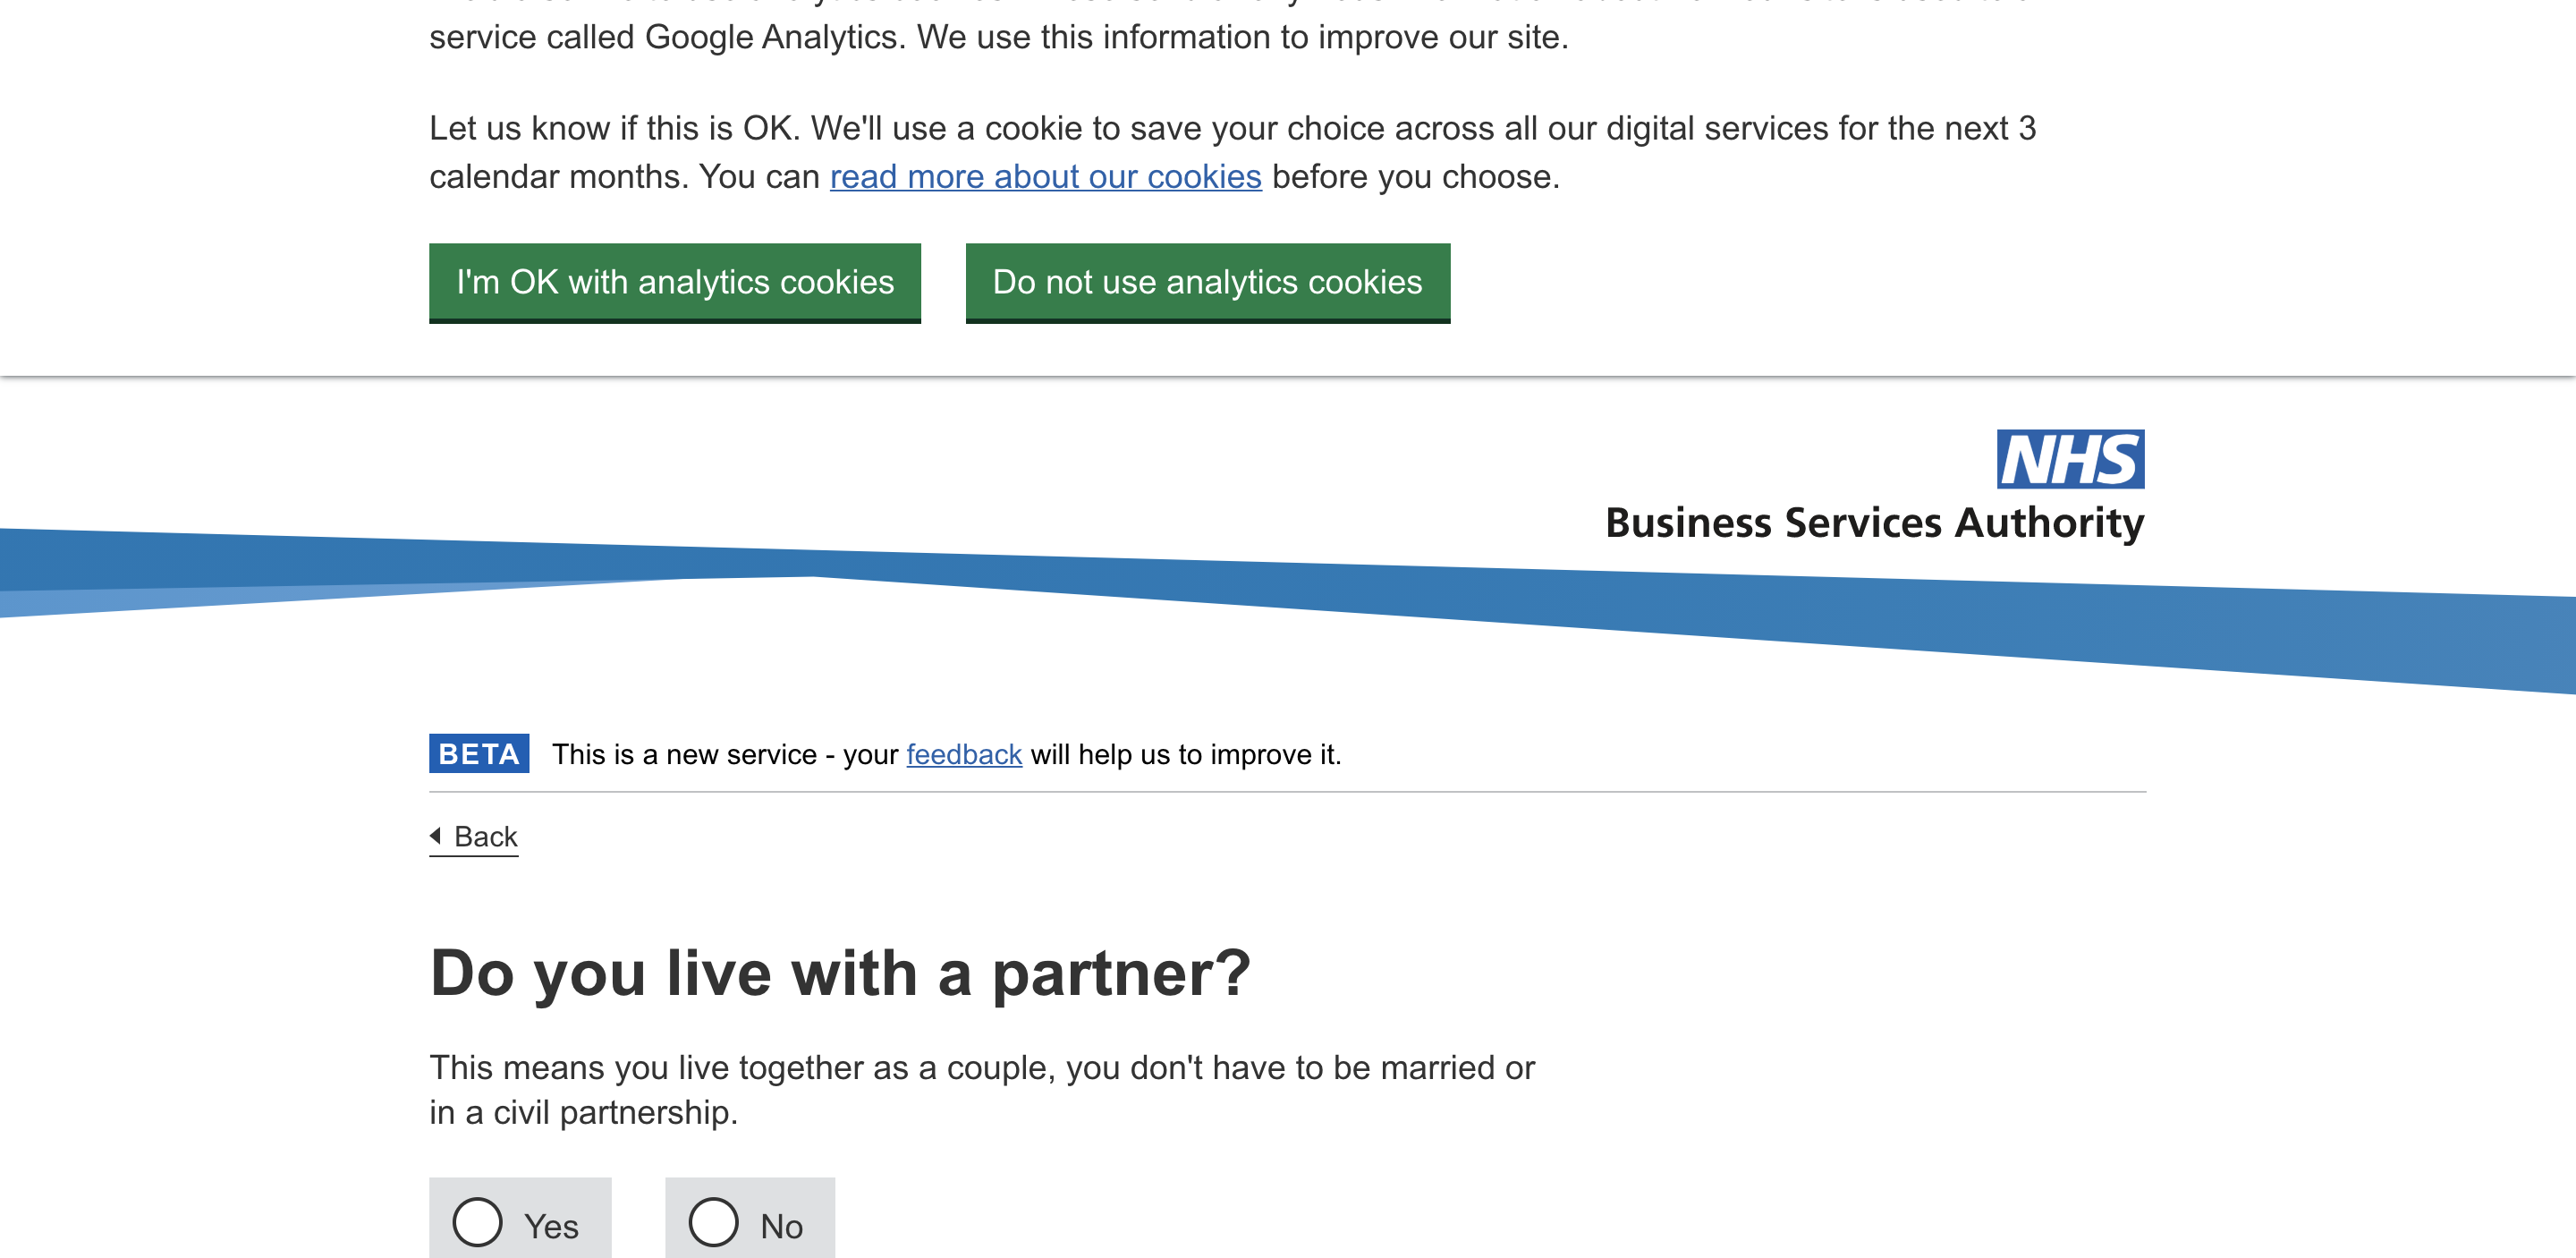 service called Google Analytics. We use this information to improve our site.
Let us know if this is OK. We'll use a cookie to save your choice across all our digital services for the next 3
calendar months. You can read more about our cookies before you choose.
I'm OK with analytics cookies
Do not use analytics cookies
NHS
Business Services Authority
BETA This is a new service - your feedback will help us to improve it.
Back
Do you live with a partner?
This means you live together as a couple, you don't have to be married or
in a civil partnership.
Yes
No